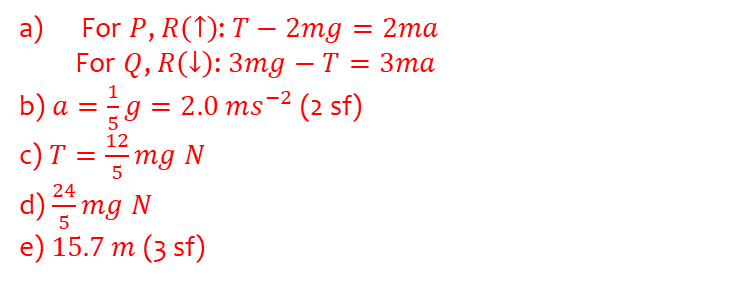 a) For P, R(↑): T − 2mg = 2ma
For Q, R(↓): 3mg − T = 3ma
b) a = 1/5 g = 2.0 ms⁻² (2 sf)
c) T = 12/5 mg N
d) 24/5 mg N
e) 15.7 m (3 sf)